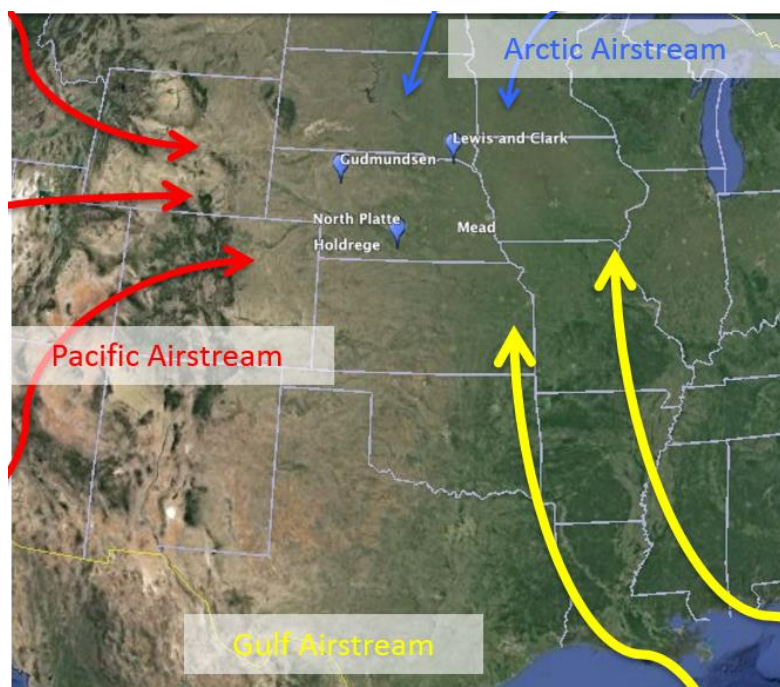 Arctic Airstream
Lewis and Clark
Gudmundsen
North Platte
Mead
Holdrege
Pacific Airstream
Gulf Airstream